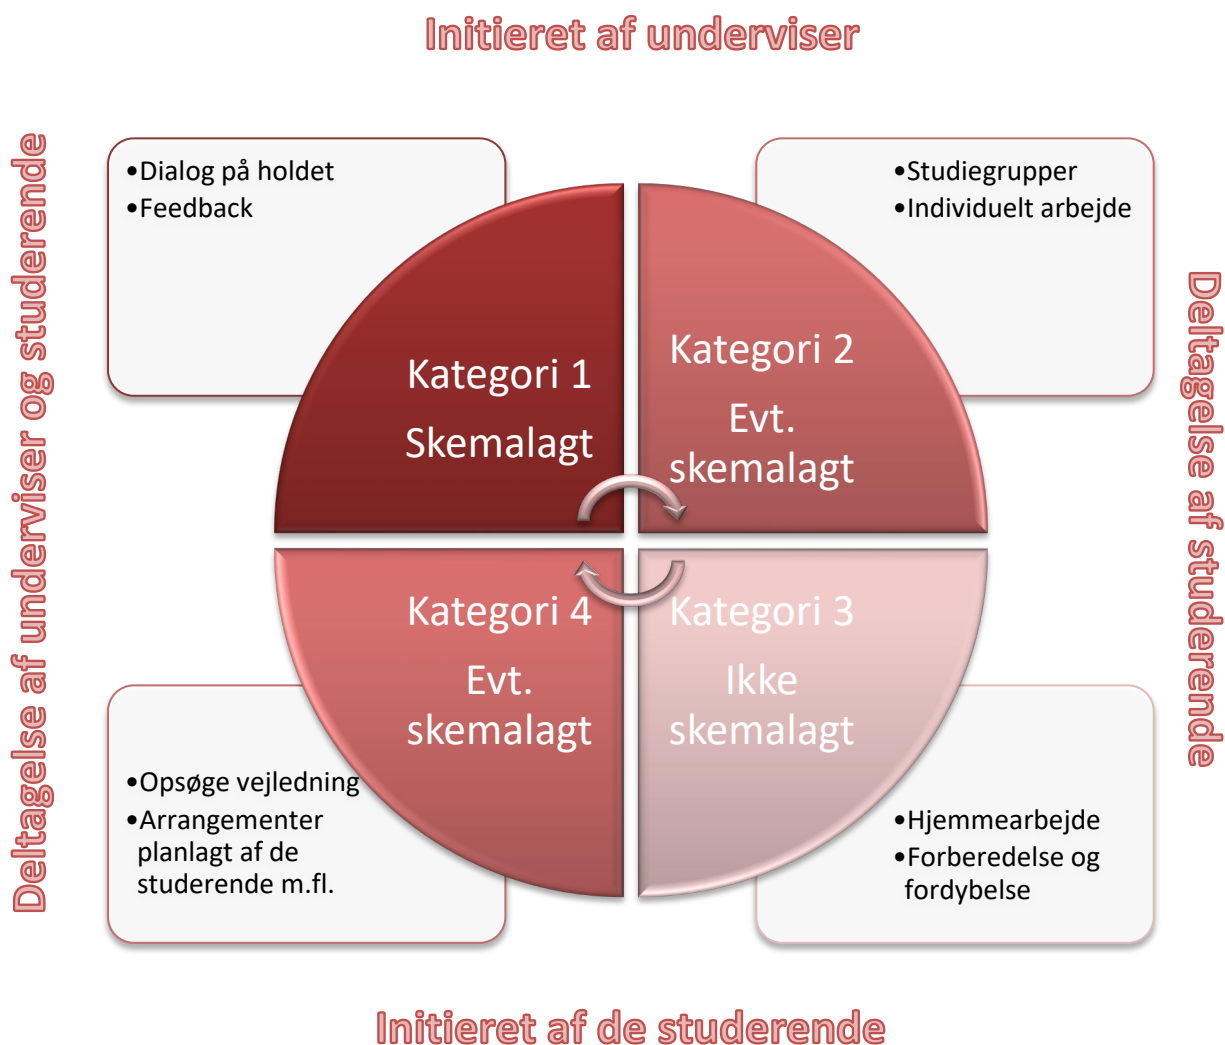 Initieret af underviser
Deltagelse af underviser og studerende
•Dialog på holdet
•Feedback
•Studiegrupper
•Individuelt arbejde
Deltagelse af studerende
Kategori 1
Skemalagt
Kategori 2
Evt.
skemalagt
Kategori 4
Evt.
skemalagt
Kategori 3
Ikke
skemalagt
•Opsøge vejledning
•Arrangementer
planlagt af de
studerende m.fl.
•Hjemmearbejde
•Forberedelse og
fordybelse
Initieret af de studerende